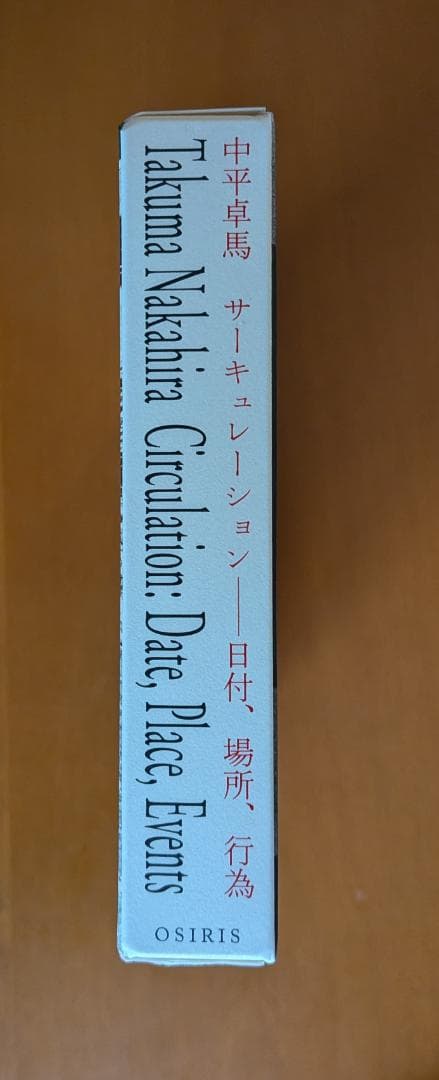 中平卓馬 サーキュレーション——日付、場所、行為
Takuma Nakahira Circulation: Date, Place, Events
OSIRIS